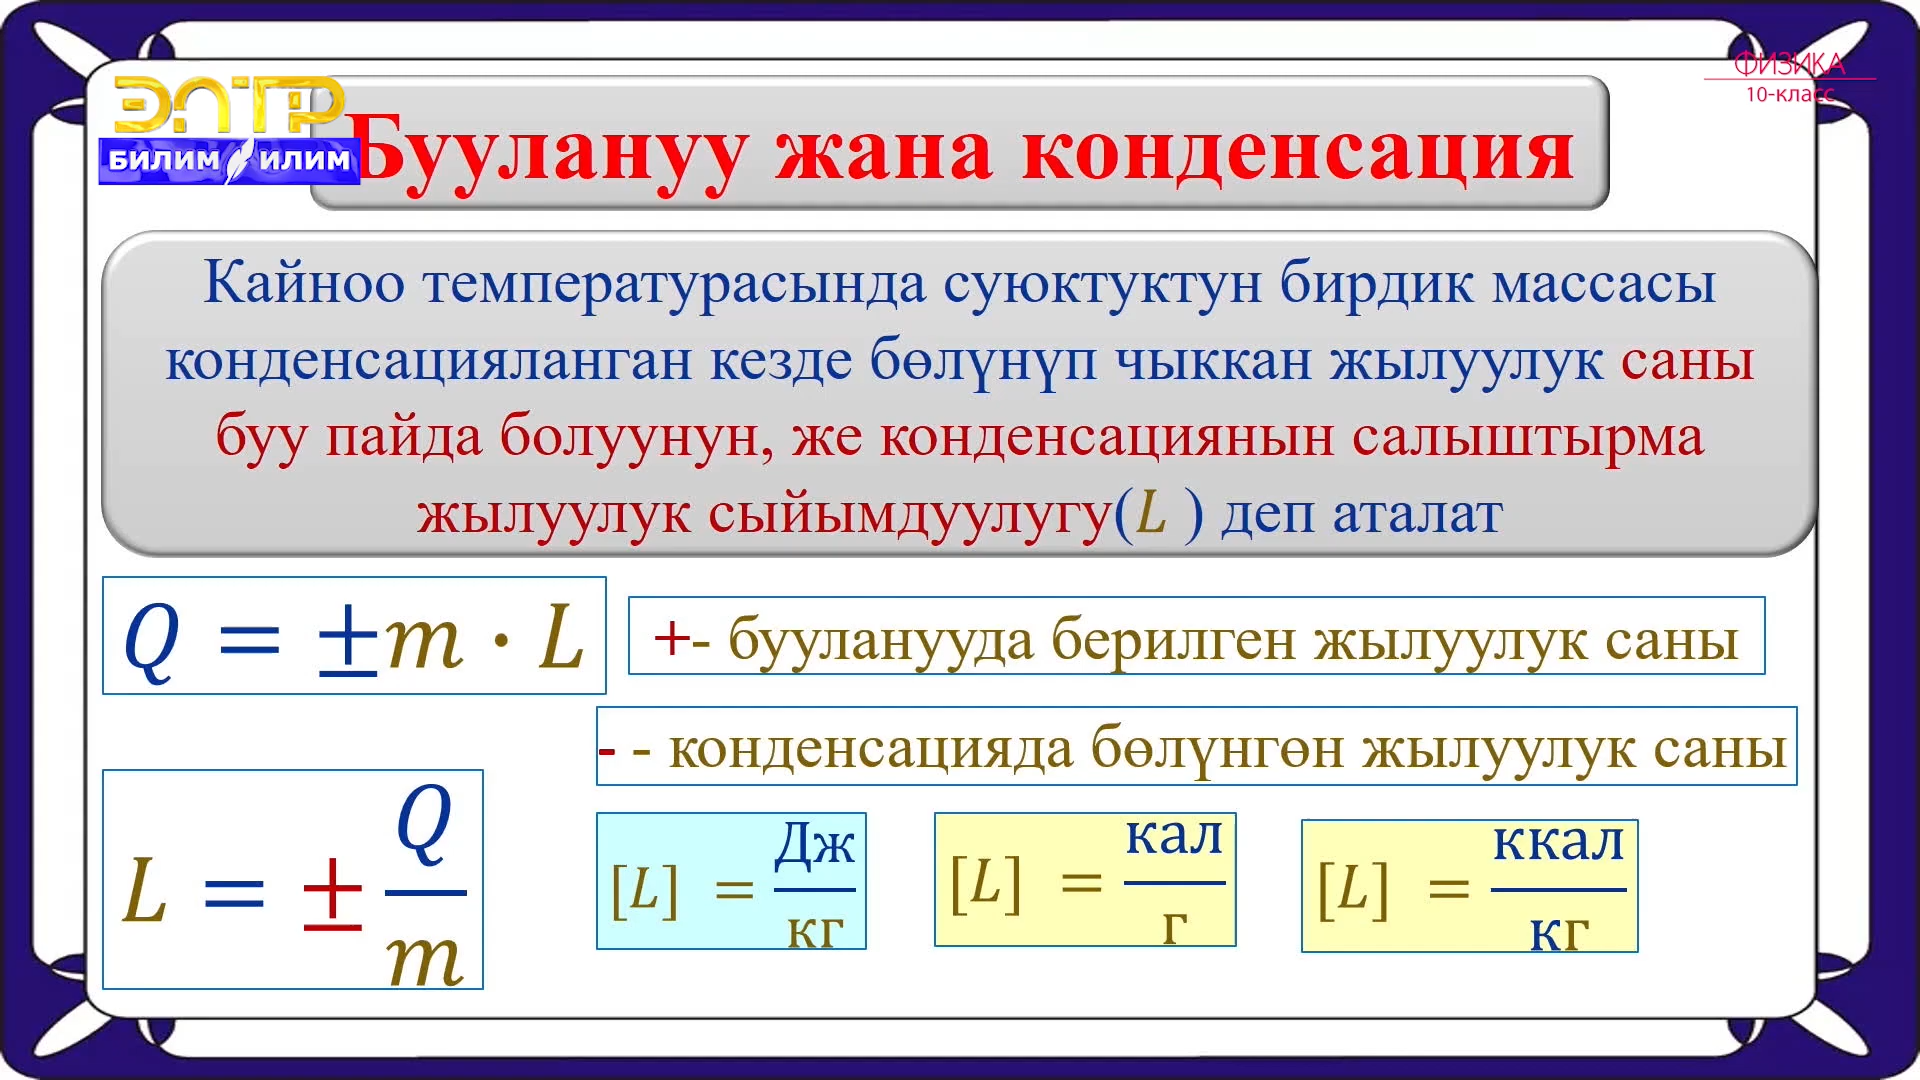 ЭЛТР
БИЛИМ ИЛИМ
ФИЗИКА
10-класс
Буулануу жана конденсация
Кайноо температурасында суюктуктун бирдик массасы
конденсацияланган кезде бөлүнүп чыккан жылуулук саны
буу пайда болуунун, же конденсациянын салыштырма
жылуулук сыйымдуулугу(L ) деп аталат
Q = ±m · L
+- бууланууда берилген жылуулук саны
- - конденсацияда бөлүнгөн жылуулук саны
L = ± Q/m
[L] = Дж/кг
[L] = кал/г
[L] = ккал/кг